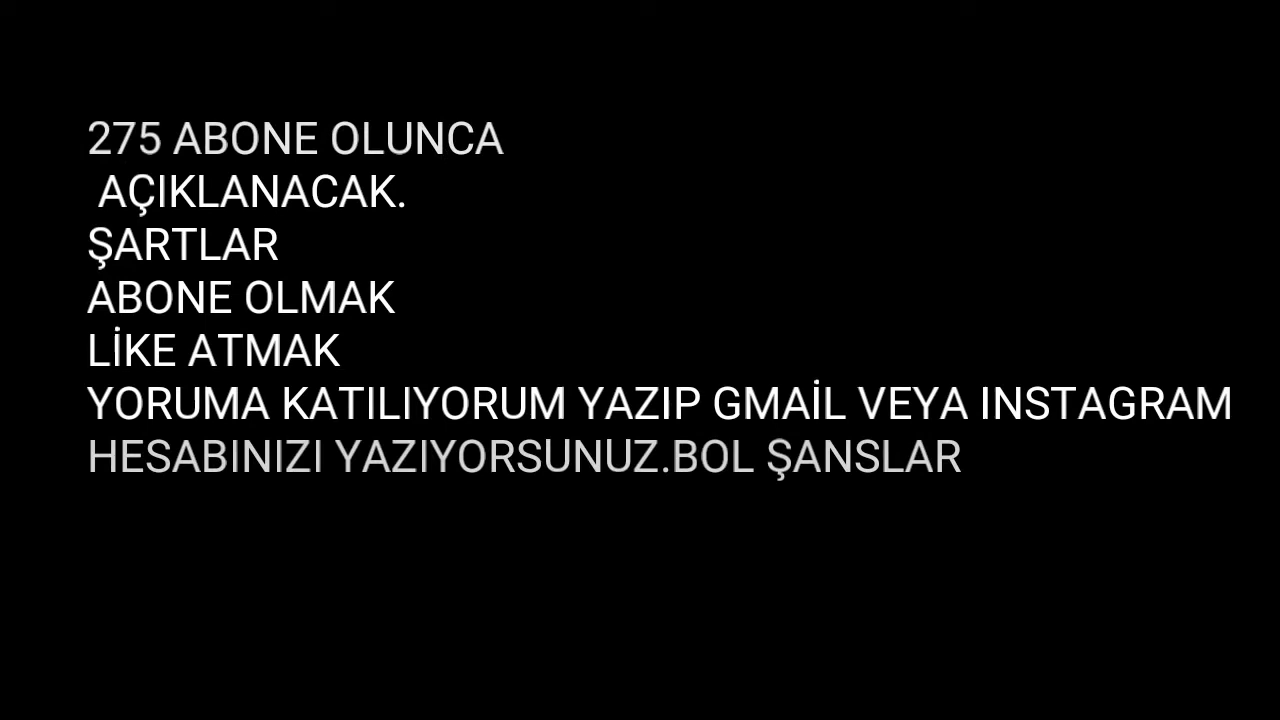 275 ABONE OLUNCA
AÇIKLANACAK.
ŞARTLAR
ABONE OLMAK
LİKE ATMAK
YORUMA KATILIYORUM YAZIP GMAİL VEYA INSTAGRAM
HESABINIZI YAZIYORSUNUZ.BOL ŞANSLAR